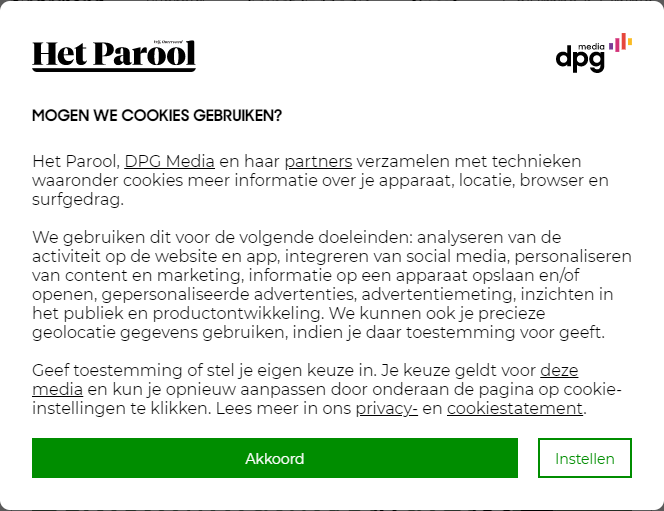 Het Parool
media
dpg
MOGEN WE COOKIES GEBRUIKEN?
Het Parool, DPG Media en haar partners verzamelen met technieken
waaronder cookies meer informatie over je apparaat, locatie, browser en
surfgedrag.
We gebruiken dit voor de volgende doeleinden: analyseren van de
activiteit op de website en app, integreren van social media, personaliseren
van content en marketing, informatie op een apparaat opslaan en/of
openen, gepersonaliseerde advertenties, advertentiemeting, inzichten in
het publiek en productontwikkeling. We kunnen ook je precieze
geolocatie gegevens gebruiken, indien je daar toestemming voor geeft.
Geef toestemming of stel je eigen keuze in. Je keuze geldt voor deze
media en kun je opnieuw aanpassen door onderaan de pagina op cookie-
instellingen te klikken. Lees meer in ons privacy- en cookiestatement.
Akkoord
Instellen